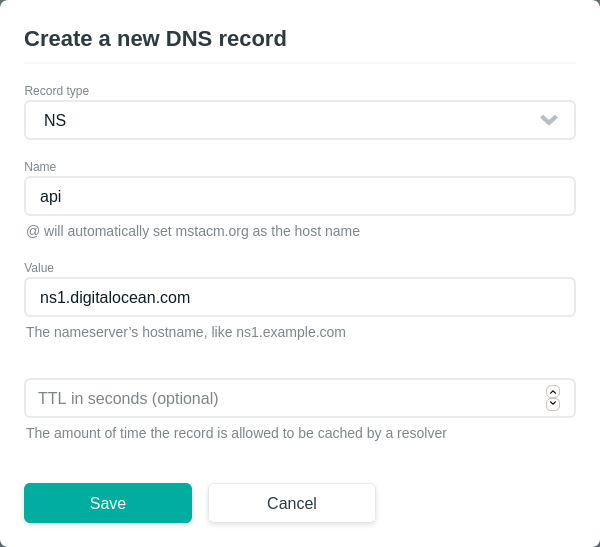 Create a new DNS record
Record type
NS
Name
api
@ will automatically set mstacm.org as the host name
Value
ns1.digitalocean.com
The nameserver’s hostname, like ns1.example.com
TTL in seconds (optional)
The amount of time the record is allowed to be cached by a resolver
Save
Cancel